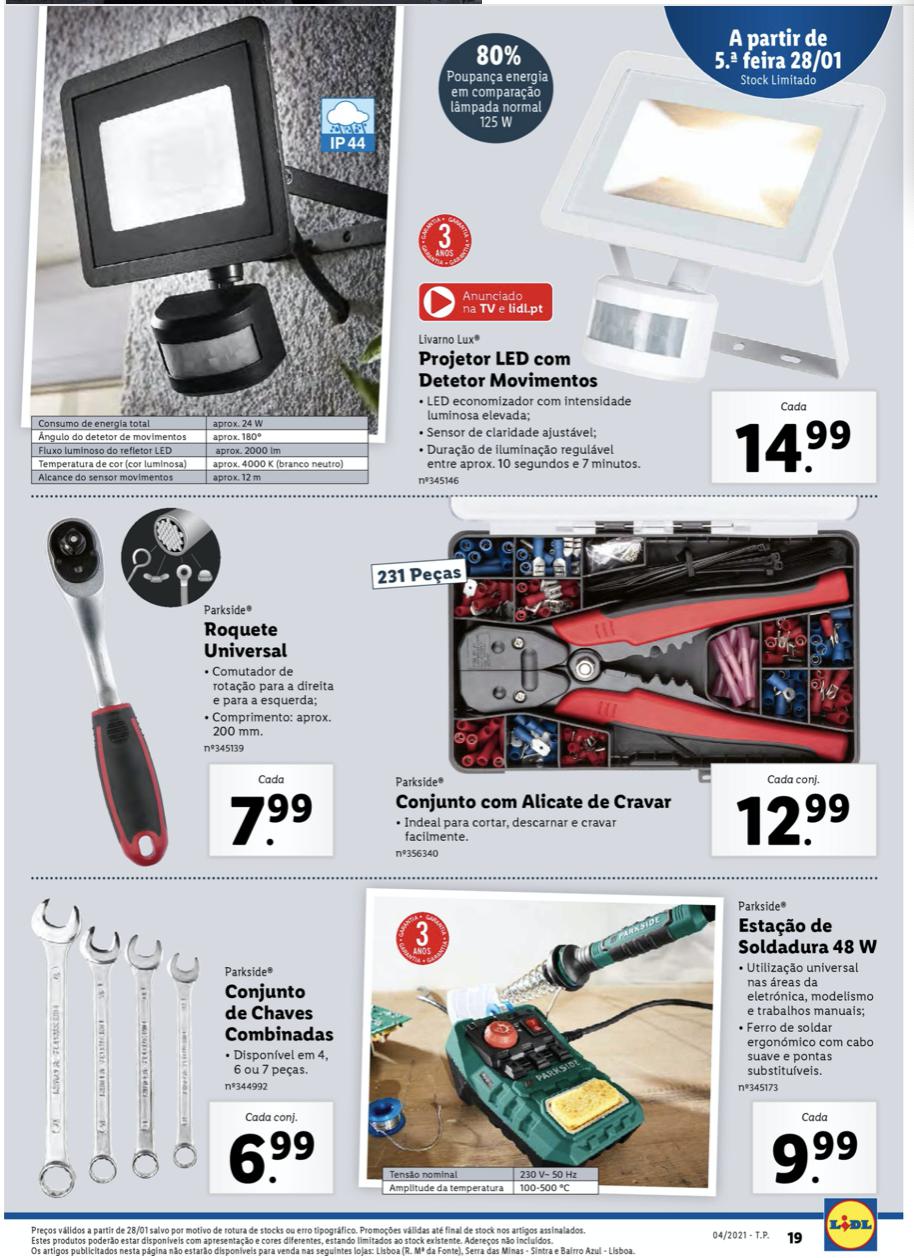 A partir de
5.ª feira 28/01
Stock Limitado
80%
Poupança energia
em comparação
lâmpada normal
125 W
IP 44
GARANTIA
3
ANOS
Anunciado
na TV e lidl.pt
Livarno Lux®
Projetor LED com
Detetor Movimentos
• LED economizador com intensidade
luminosa elevada;
• Sensor de claridade ajustável;
• Duração de iluminação regulável
entre aprox. 10 segundos e 7 minutos.
nº345146
Cada
14.99
Consumo de energia total aprox. 24 W
Ângulo do detetor de movimentos aprox. 180°
Fluxo luminoso do refletor LED aprox. 2000 lm
Temperatura de cor (cor luminosa) aprox. 4000 K (branco neutro)
Alcance do sensor movimentos aprox. 12 m
Parkside®
Roquete
Universal
• Comutador de
rotação para a direita
e para a esquerda;
• Comprimento: aprox.
200 mm.
nº345139
Cada
7.99
231 Peças
Parkside®
Conjunto com Alicate de Cravar
• Indeal para cortar, descarnar e cravar
facilmente.
nº356340
Cada conj.
12.99
Parkside®
Conjunto
de Chaves
Combinadas
• Disponível em 4,
6 ou 7 peças.
nº344992
Cada conj.
6.99
GARANTIA
3
ANOS
PARKSIDE
PARKSIDE
Tensão nominal 230 V~ 50 Hz
Amplitude da temperatura 100-500 °C
Parkside®
Estação de
Soldadura 48 W
• Utilização universal
nas áreas da
eletrónica, modelismo
e trabalhos manuais;
• Ferro de soldar
ergonómico com cabo
suave e pontas
substituíveis.
nº345173
Cada
9.99
Preços válidos a partir de 28/01 salvo por motivo de rotura de stocks ou erro tipográfico. Promoções válidas até final de stock nos artigos assinalados.
Estes produtos poderão estar disponíveis com apresentação e cores diferentes, estando limitados ao stock existente. Adereços não incluídos.
Os artigos publicitados nesta página não estarão disponíveis para venda nas seguintes lojas: Lisboa (R. Mª da Fonte), Serra das Minas - Sintra e Bairro Azul - Lisboa.
04/2021 - T.P. 19
LIDL